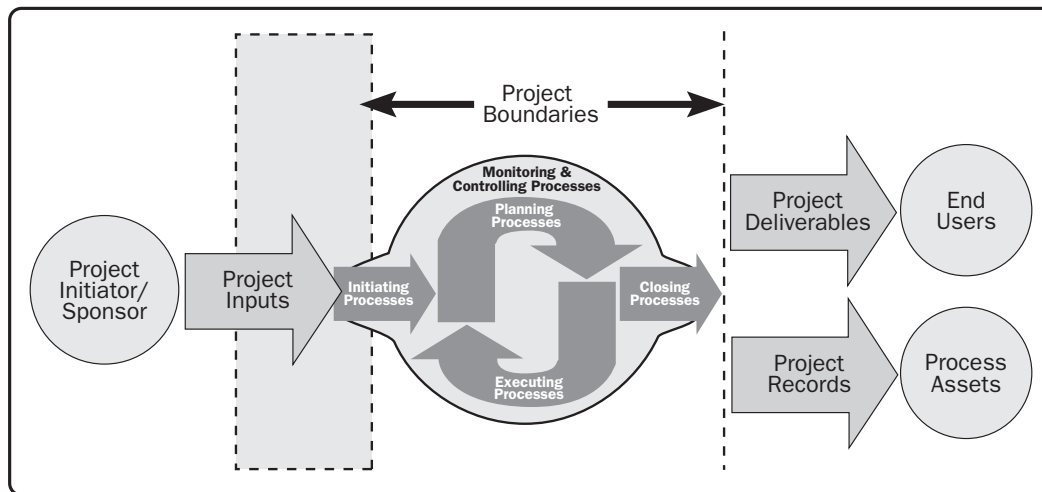 Project
Boundaries
Monitoring &
Controlling Processes
Planning
Processes
Project
Initiator/
Sponsor
Project
Inputs
Initiating
Processes
Closing
Processes
Executing
Processes
Project
Deliverables
End
Users
Project
Records
Process
Assets